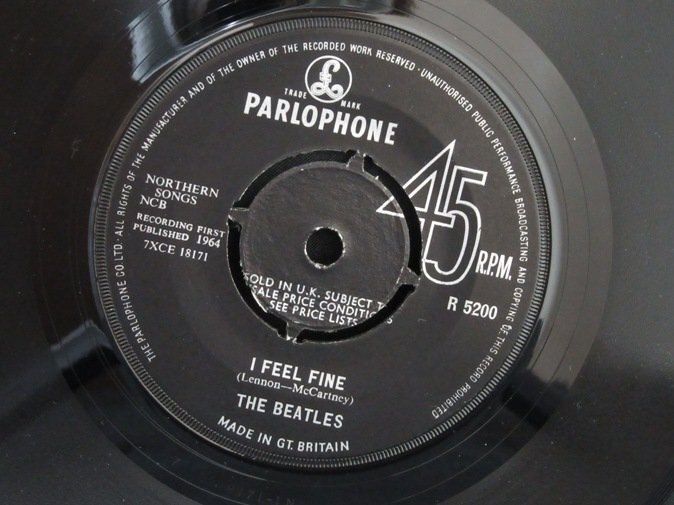 THE PARLOPHONE CO. LTD. · ALL RIGHTS OF THE MANUFACTURER AND OF THE OWNER OF THE RECORDED WORK RESERVED · UNAUTHORISED PUBLIC PERFORMANCE BROADCASTING AND COPYING OF THIS RECORD PROHIBITED
£
TRADE MARK
PARLOPHONE
45
R.P.M.
R 5200
NORTHERN
SONGS
NCB
RECORDING FIRST
PUBLISHED 1964
7XCE 18171
SOLD IN U.K. SUBJECT
SALE PRICE CONDITIONS
SEE PRICE LISTS
I FEEL FINE
(Lennon—McCartney)
THE BEATLES
MADE IN GT. BRITAIN